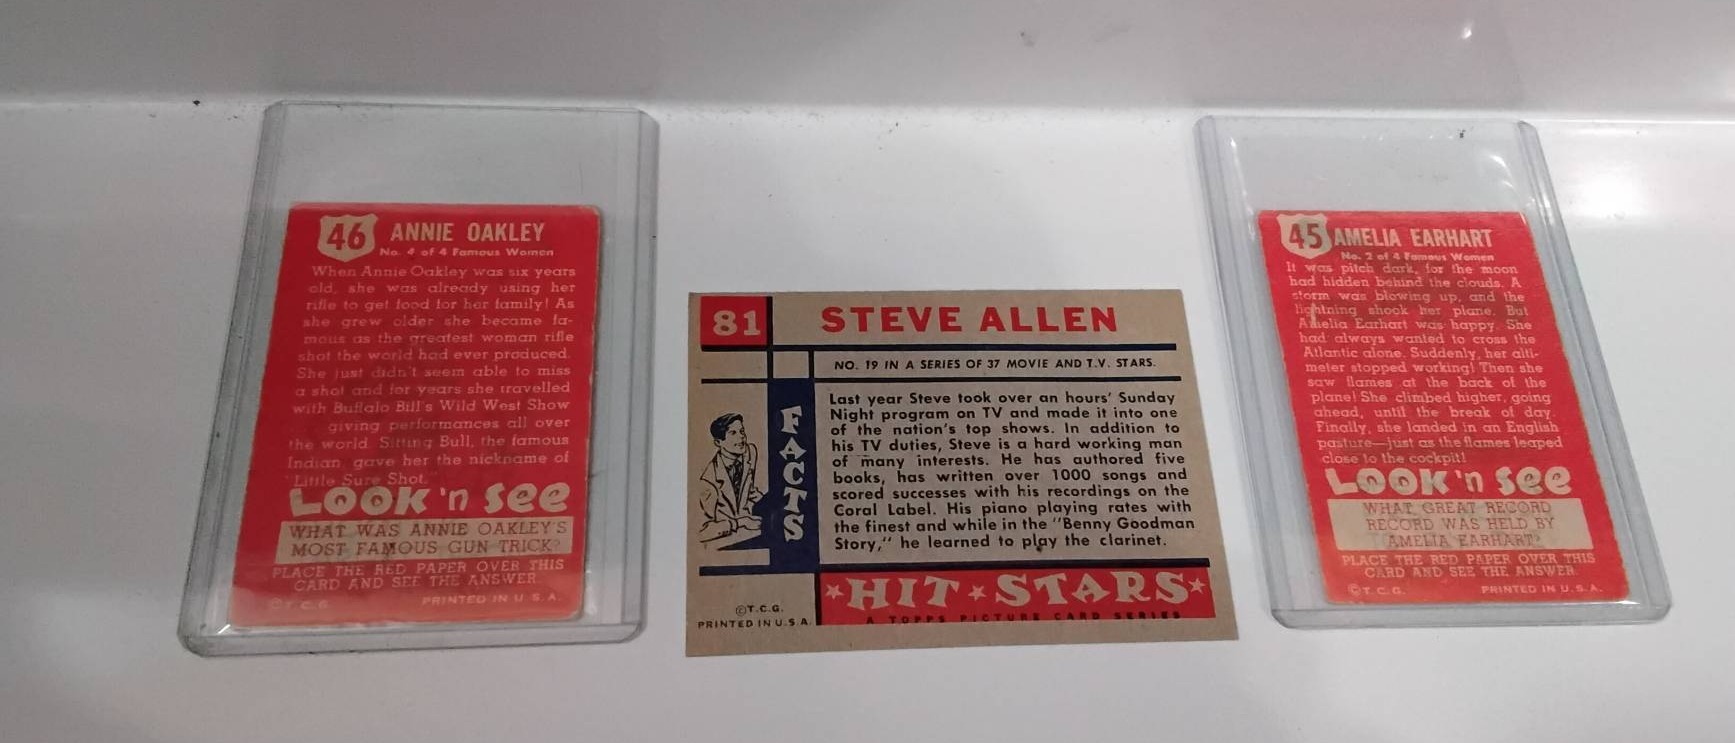 46
ANNIE OAKLEY
No. 4 of 4 Famous Women
When Annie Oakley was six years
old, she was already using her
rifle to get food for her family! As
she grew older she became fa-
mous as the greatest woman rifle
shot the world had ever produced.
She just didn't seem able to miss
a shot and for years she travelled
with Buffalo Bill's Wild West Show
giving performances all over
the world. Sitting Bull, the famous
Indian, gave her the nickname of
"Little Sure Shot."
LOOK 'n See
WHAT WAS ANNIE OAKLEY'S
MOST FAMOUS GUN TRICK?
PLACE THE RED PAPER OVER THIS
CARD AND SEE THE ANSWER.
©T.C.G. PRINTED IN U.S.A.
81
STEVE ALLEN
NO. 19 IN A SERIES OF 37 MOVIE AND T.V. STARS.
FACTS
Last year Steve took over an hours' Sunday
Night program on TV and made it into one
of the nation's top shows. In addition to
his TV duties, Steve is a hard working man
of many interests. He has authored five
books, has written over 1000 songs and
scored successes with his recordings on the
Coral Label. His piano playing rates with
the finest and while in the "Benny Goodman
Story," he learned to play the clarinet.
HIT STARS
A TOPPS PICTURE CARD SERIES
©T.C.G.
PRINTED IN U.S.A.
45
AMELIA EARHART
No. 2 of 4 Famous Women
It was pitch dark, for the moon
had hidden behind the clouds. A
storm was blowing up, and the
lightning shook her plane. But
Amelia Earhart was happy. She
had always wanted to cross the
Atlantic alone. Suddenly, her alti-
meter stopped working! Then she
saw flames at the back of the
plane! She climbed higher, going
ahead, until the break of day.
Finally, she landed in an English
pasture—just as the flames leaped
close to the cockpit!
LOOK 'n See
WHAT GREAT RECORD
RECORD WAS HELD BY
AMELIA EARHART?
PLACE THE RED PAPER OVER THIS
CARD AND SEE THE ANSWER.
©T.C.G. PRINTED IN U.S.A.